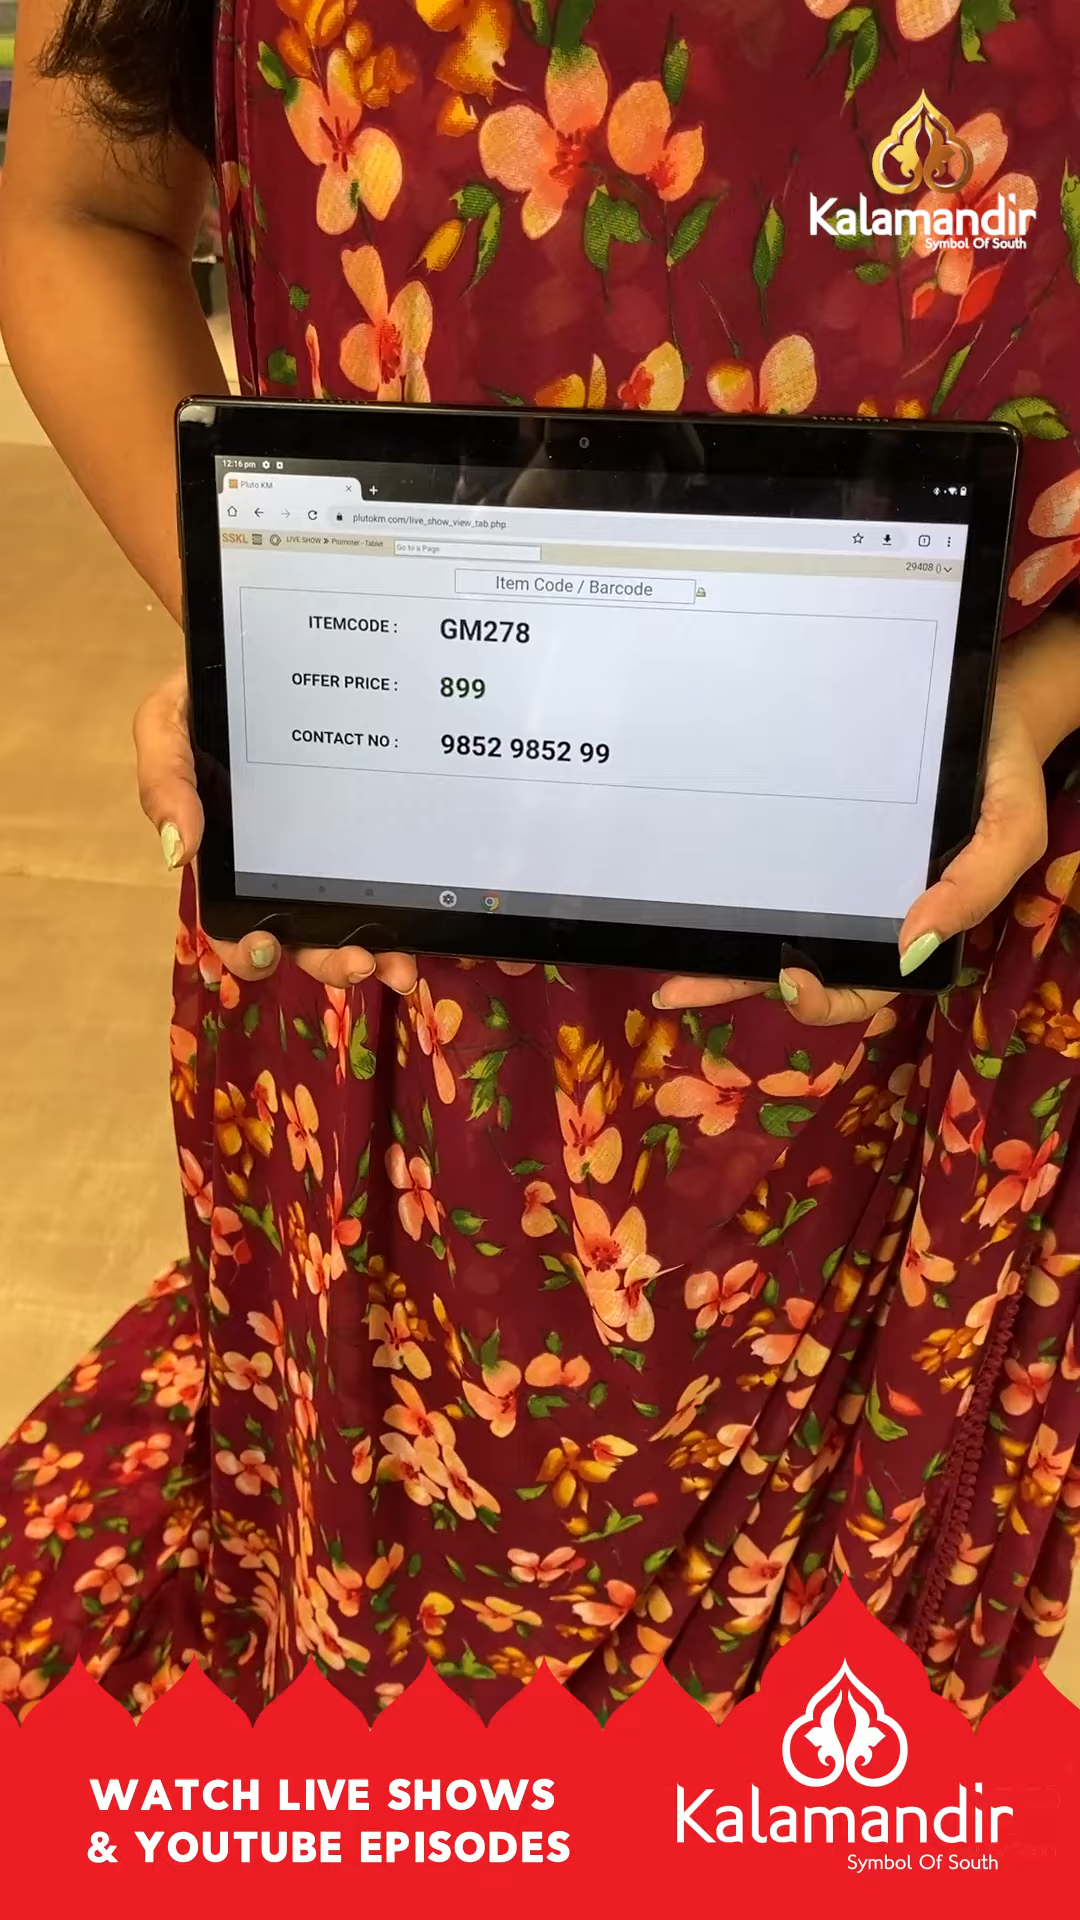 Kalamandir
Symbol Of South
12:16 pm
Pluto KM
plutokm.com/live_show_view_tab.php
SSKL
LIVE SHOW » Promoter - Tablet
Go to a Page
29408 ()
Item Code / Barcode
ITEMCODE : GM278
OFFER PRICE : 899
CONTACT NO : 9852 9852 99
WATCH LIVE SHOWS
& YOUTUBE EPISODES
Kalamandir
Symbol Of South